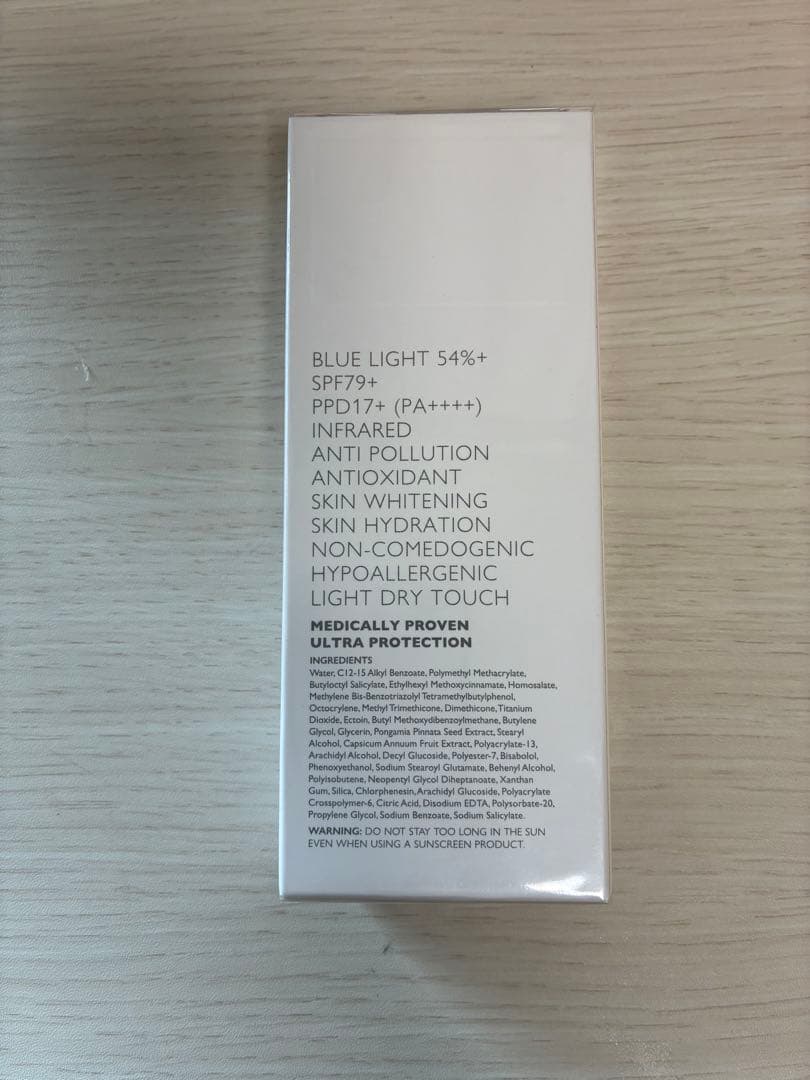 BLUE LIGHT 54%+
SPF79+
PPD17+ (PA++++)
INFRARED
ANTI POLLUTION
ANTIOXIDANT
SKIN WHITENING
SKIN HYDRATION
NON-COMEDOGENIC
HYPOALLERGENIC
LIGHT DRY TOUCH
MEDICALLY PROVEN
ULTRA PROTECTION
INGREDIENTS
Water, C12-15 Alkyl Benzoate, Polymethyl Methacrylate,
Butyloctyl Salicylate, Ethylhexyl Methoxycinnamate, Homosalate,
Methylene Bis-Benzotriazolyl Tetramethylbutylphenol,
Octocrylene, Methyl Trimethicone, Dimethicone, Titanium
Dioxide, Ectoin, Butyl Methoxydibenzoylmethane, Butylene
Glycol, Glycerin, Pongamia Pinnata Seed Extract, Stearyl
Alcohol, Capsicum Annuum Fruit Extract, Polyacrylate-13,
Arachidyl Alcohol, Decyl Glucoside, Polyester-7, Bisabolol,
Phenoxyethanol, Sodium Stearoyl Glutamate, Behenyl Alcohol,
Polyisobutene, Neopentyl Glycol Diheptanoate, Xanthan
Gum, Silica, Chlorphenesin, Arachidyl Glucoside, Polyacrylate
Crosspolymer-6, Citric Acid, Disodium EDTA, Polysorbate-20,
Propylene Glycol, Sodium Benzoate, Sodium Salicylate.
WARNING: DO NOT STAY TOO LONG IN THE SUN
EVEN WHEN USING A SUNSCREEN PRODUCT.